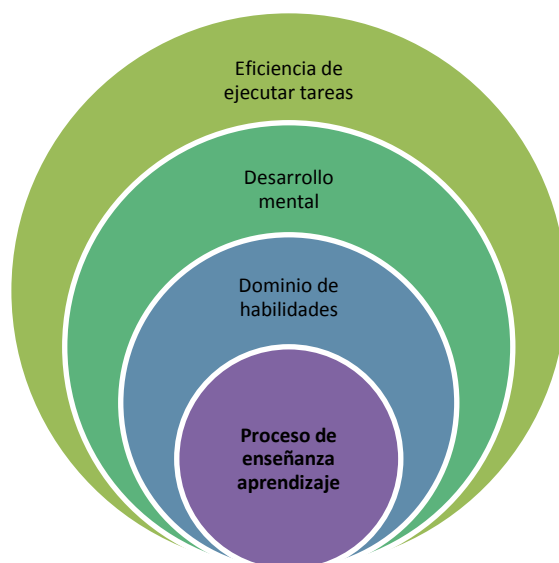 Eficiencia de
ejecutar tareas
Desarrollo
mental
Dominio de
habilidades
Proceso de
enseñanza
aprendizaje